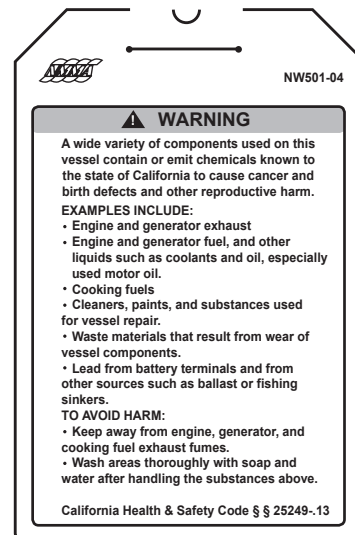 NMMA
NW501-04
WARNING
A wide variety of components used on this
vessel contain or emit chemicals known to
the state of California to cause cancer and
birth defects and other reproductive harm.
EXAMPLES INCLUDE:
• Engine and generator exhaust
• Engine and generator fuel, and other
liquids such as coolants and oil, especially
used motor oil.
• Cooking fuels
• Cleaners, paints, and substances used
for vessel repair.
• Waste materials that result from wear of
vessel components.
• Lead from battery terminals and from
other sources such as ballast or fishing
sinkers.
TO AVOID HARM:
• Keep away from engine, generator, and
cooking fuel exhaust fumes.
• Wash areas thoroughly with soap and
water after handling the substances above.
California Health & Safety Code § § 25249-.13